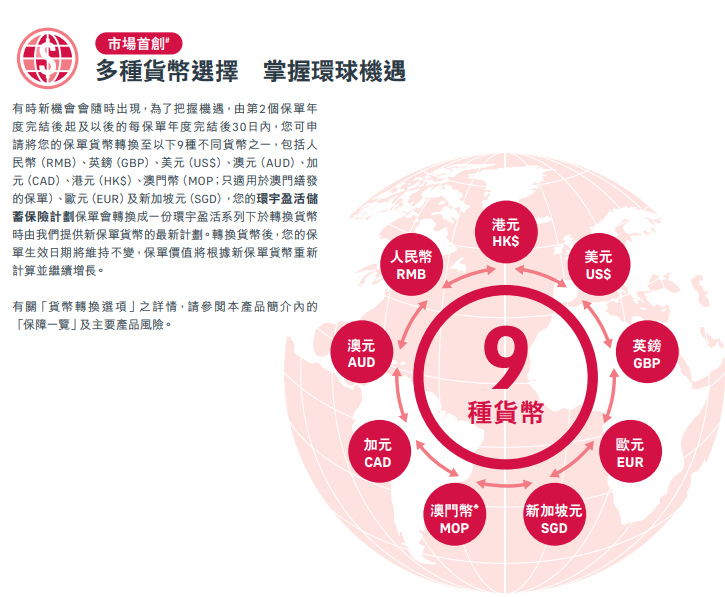 市場首創#
多種貨幣選擇　掌握環球機遇
有時新機會會隨時出現，為了把握機遇，由第2個保單年
度完結後起及以後的每保單年度完結後30日內，您可申
請將您的保單貨幣轉換至以下9種不同貨幣之一，包括人
民幣（RMB）、英鎊（GBP）、美元（US$）、澳元（AUD）、加
元（CAD）、港元（HK$）、澳門幣（MOP；只適用於澳門繕發
的保單）、歐元（EUR）及新加坡元（SGD），您的環宇盈活儲
蓄保險計劃保單會轉換成一份環宇盈活系列下於轉換貨幣
時由我們提供新保單貨幣的最新計劃。轉換貨幣後，您的保
單生效日期將維持不變，保單價值將根據新保單貨幣重新
計算並繼續增長。
有關「貨幣轉換選項」之詳情，請參閱本產品簡介內的
「保障一覽」及主要產品風險。
港元
HK$
人民幣
RMB
美元
US$
澳元
AUD
英鎊
GBP
9
種貨幣
加元
CAD
歐元
EUR
澳門幣♣
MOP
新加坡元
SGD